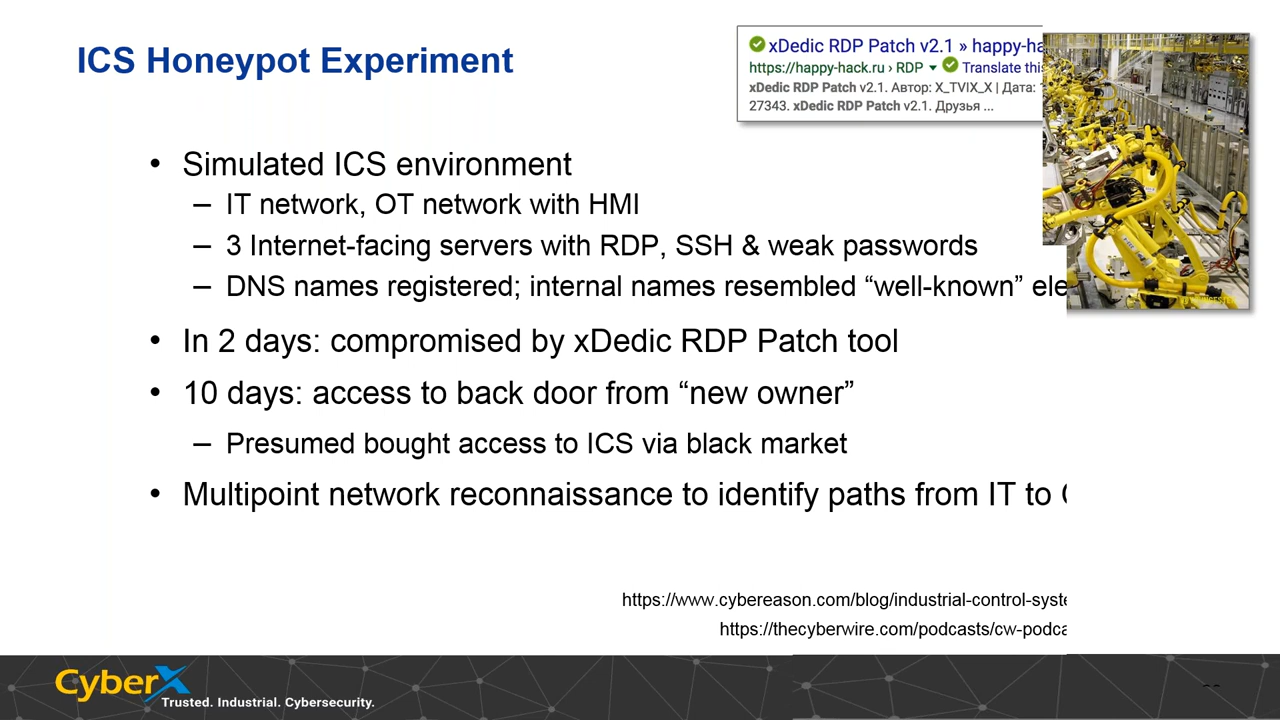 ICS Honeypot Experiment
xDedic RDP Patch v2.1 » happy-ha
https://happy-hack.ru › RDP Translate this
xDedic RDP Patch v2.1. Автор: X_TVIX_X | Дата:
27343. xDedic RDP Patch v2.1. Друзья ...
• Simulated ICS environment
– IT network, OT network with HMI
– 3 Internet-facing servers with RDP, SSH & weak passwords
– DNS names registered; internal names resembled “well-known” ele
• In 2 days: compromised by xDedic RDP Patch tool
• 10 days: access to back door from “new owner”
– Presumed bought access to ICS via black market
• Multipoint network reconnaissance to identify paths from IT to
https://www.cybereason.com/blog/industrial-control-syste
https://thecyberwire.com/podcasts/cw-podca
CyberX
Trusted. Industrial. Cybersecurity.